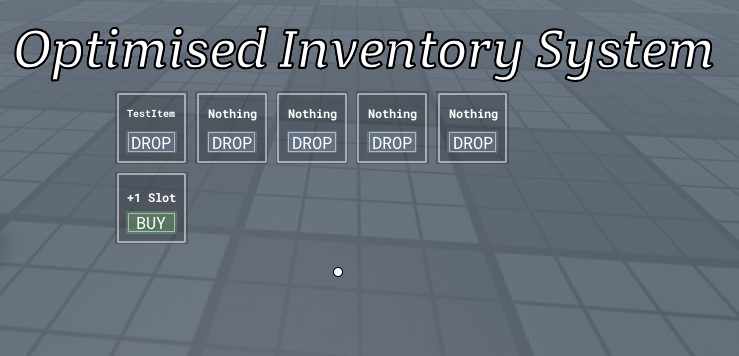 Optimised Inventory System
TestItem Nothing Nothing Nothing Nothing
DROP DROP DROP DROP DROP
+1 Slot
BUY